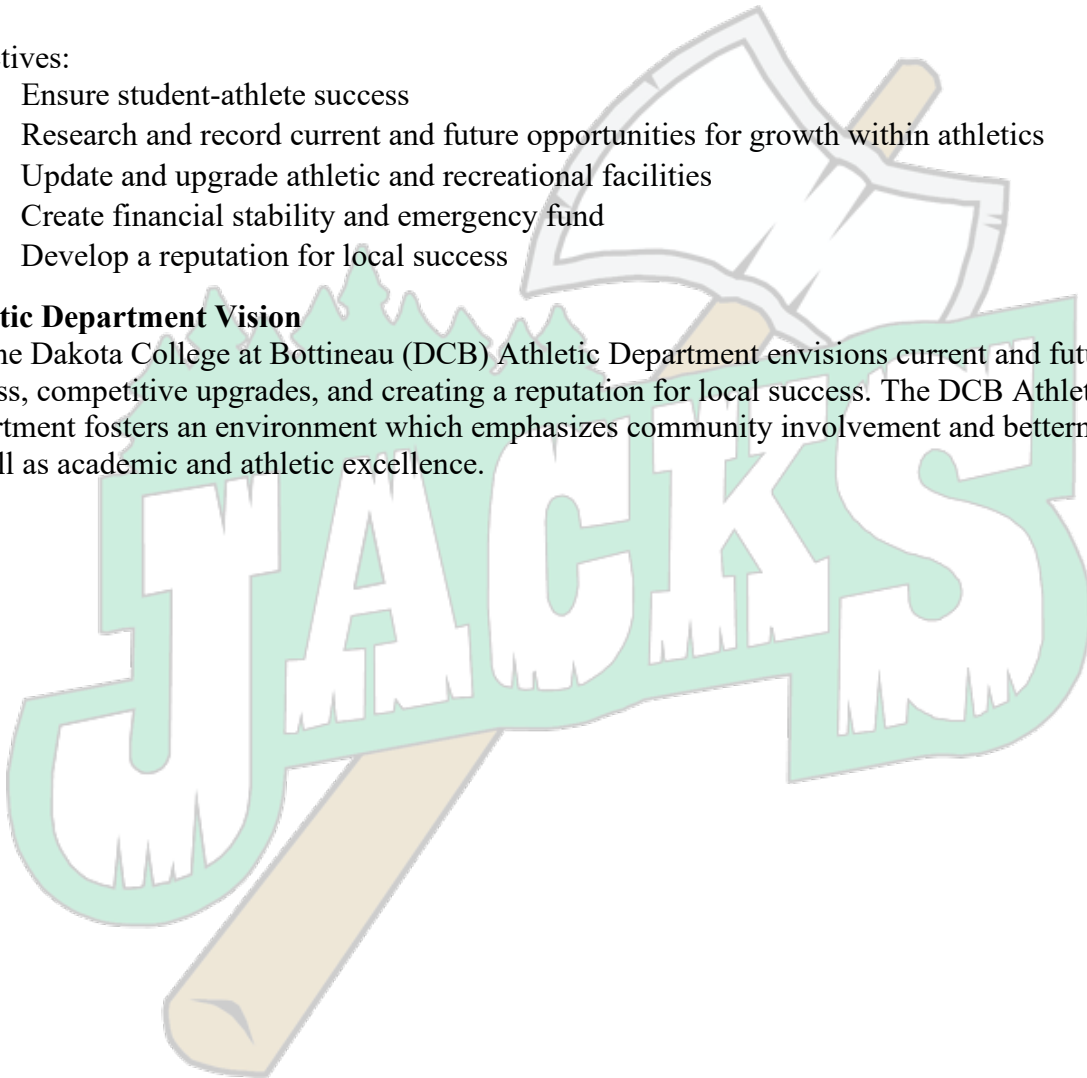 tives:
Ensure student-athlete success
Research and record current and future opportunities for growth within athletics
Update and upgrade athletic and recreational facilities
Create financial stability and emergency fund
Develop a reputation for local success
tic Department Vision
he Dakota College at Bottineau (DCB) Athletic Department envisions current and futu
ss, competitive upgrades, and creating a reputation for local success. The DCB Athlet
rtment fosters an environment which emphasizes community involvement and betterm
ll as academic and athletic excellence.
JACKS